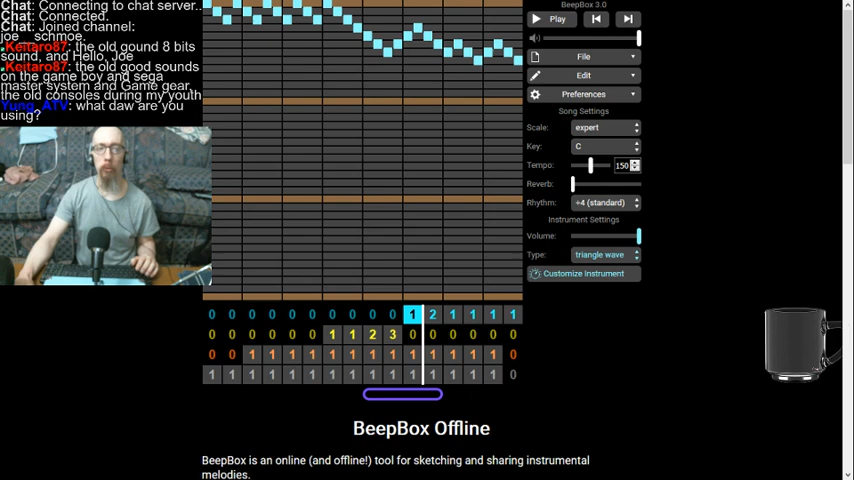 Chat: Connecting to chat server..
Chat: Connected.
Chat: Joined channel:
joe__schmoe.
Keitaro87: the old gound 8 bits
sound, and Hello, Joe
Keitaro87: the old good sounds
on the game boy and sega
master system and Game gear,
the old consoles during my youth
Yung_ATV: what daw are you
using?
BeepBox 3.0
Play
File
Edit
Preferences
Song Settings
Scale: expert
Key: C
Tempo: 150
Reverb:
Rhythm: ÷4 (standard)
Instrument Settings
Volume:
Type: triangle wave
Customize Instrument
0 0 0 0 0 0 0 0 0 0 1 2 1 1 1 1
0 0 0 0 0 0 1 1 2 3 0 0 0 0 0 0
0 0 1 1 1 1 1 1 1 1 1 1 1 1 1 0
1 1 1 1 1 1 1 1 1 1 1 1 1 1 1 0
BeepBox Offline
BeepBox is an online (and offline!) tool for sketching and sharing instrumental
melodies.